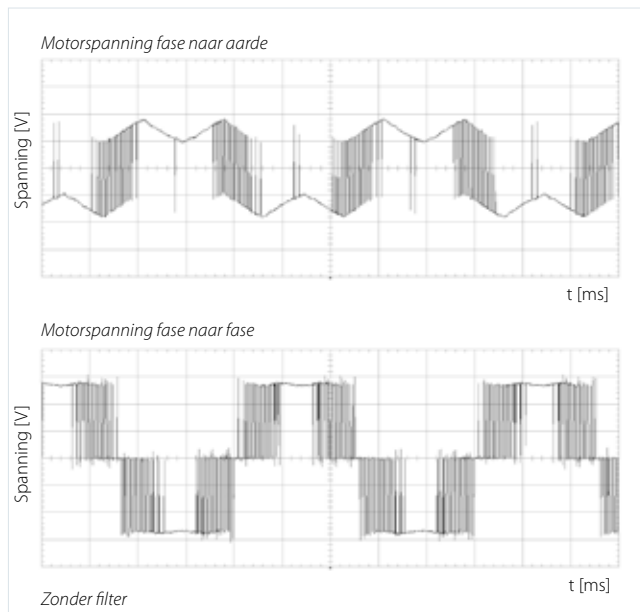 Motorspanning fase naar aarde
Spanning [V]
t [ms]
Motorspanning fase naar fase
Spanning [V]
t [ms]
Zonder filter